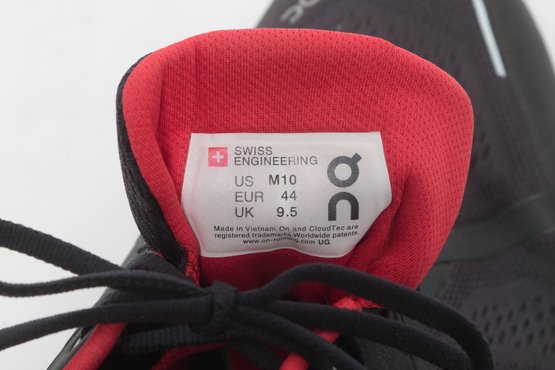 SWISS
ENGINEERING
US M10
EUR 44
UK 9.5
Made in Vietnam.On and CloudTec are
registered trademarks.Worldwide patents.
www.on-running.com UG